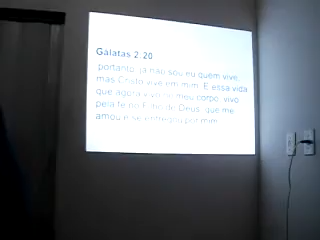 Gálatas 2:20
portanto, já não sou eu quem vive,
mas Cristo vive em mim. E essa vida
que agora vivo no meu corpo, vivo
pela fé no Filho de Deus, que me
amou e se entregou por mim